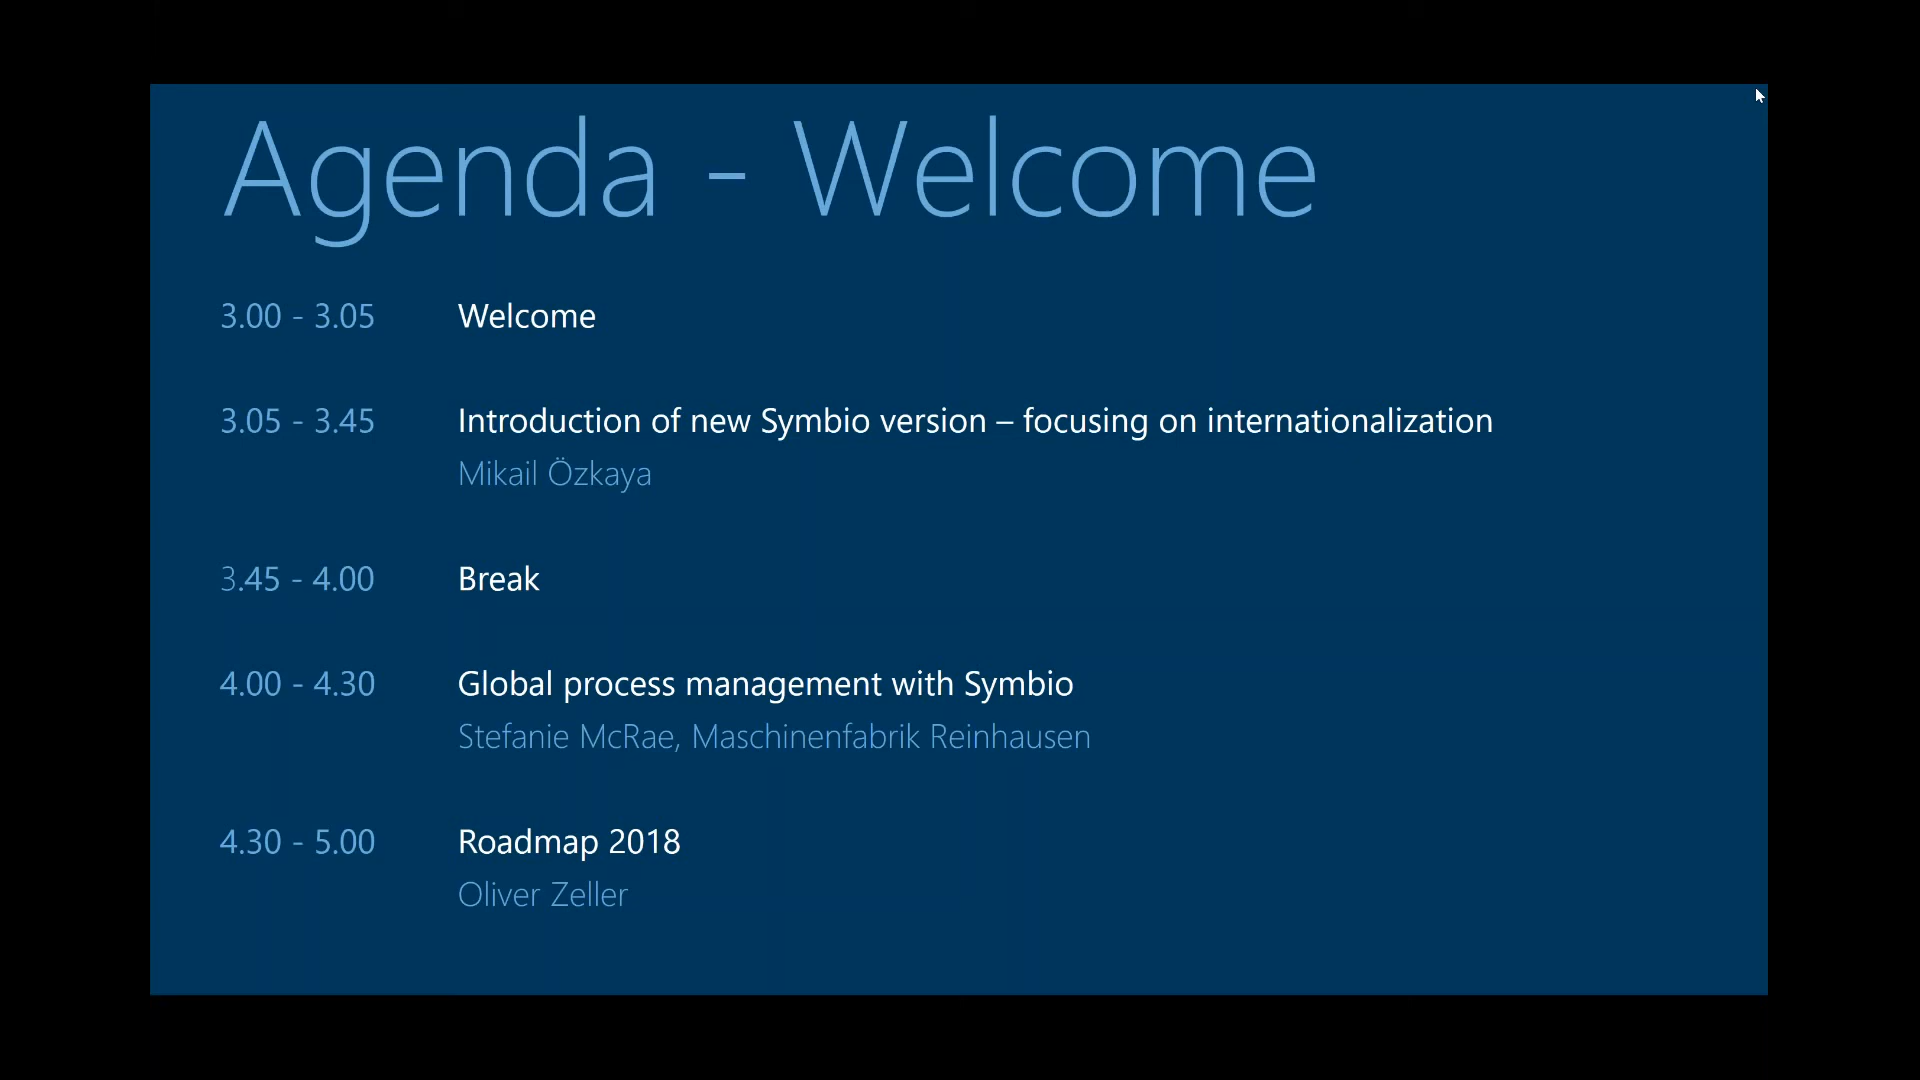 Agenda - Welcome
3.00 - 3.05 Welcome
3.05 - 3.45 Introduction of new Symbio version – focusing on internationalization
Mikail Özkaya
3.45 - 4.00 Break
4.00 - 4.30 Global process management with Symbio
Stefanie McRae, Maschinenfabrik Reinhausen
4.30 - 5.00 Roadmap 2018
Oliver Zeller